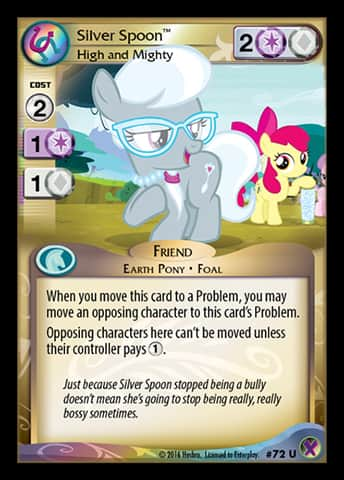 Silver Spoon™
High and Mighty
2
COST
2
1
1
FRIEND
EARTH PONY • FOAL
When you move this card to a Problem, you may
move an opposing character to this card's Problem.
Opposing characters here can't be moved unless
their controller pays 1.
Just because Silver Spoon stopped being a bully
doesn't mean she's going to stop being really, really
bossy sometimes.
© 2016 Hasbro. Licensed to Enterplay. #72 U